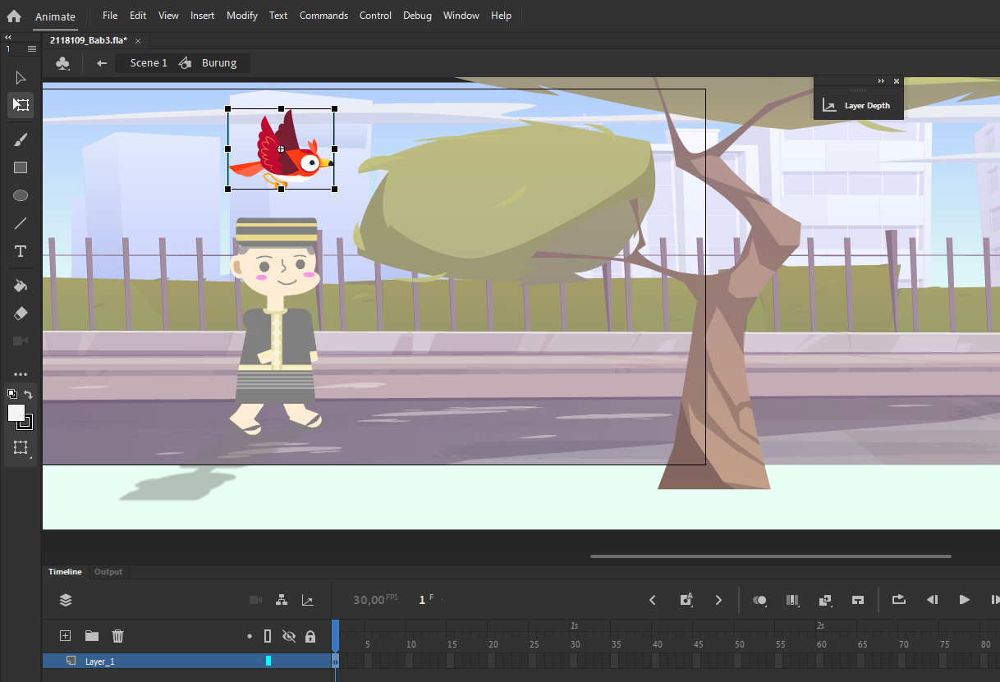 Animate File Edit View Insert Modify Text Commands Control Debug Window Help
2118109_Bab3.fla* ×
1
Scene 1 Burung
Layer Depth
T
Timeline Output
30,00 FPS 1 F
1s 2s
5 10 15 20 25 30 35 40 45 50 55 60 65 70 75 80
Layer_1